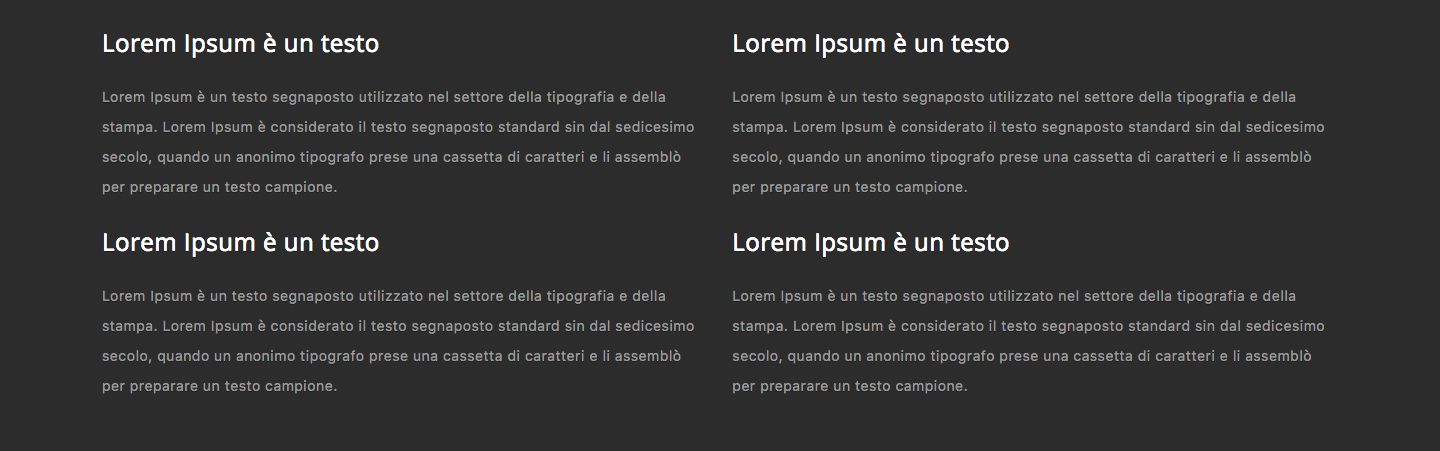 Lorem Ipsum è un testo
Lorem Ipsum è un testo segnaposto utilizzato nel settore della tipografia e della
stampa. Lorem Ipsum è considerato il testo segnaposto standard sin dal sedicesimo
secolo, quando un anonimo tipografo prese una cassetta di caratteri e li assemblò
per preparare un testo campione.
Lorem Ipsum è un testo
Lorem Ipsum è un testo segnaposto utilizzato nel settore della tipografia e della
stampa. Lorem Ipsum è considerato il testo segnaposto standard sin dal sedicesimo
secolo, quando un anonimo tipografo prese una cassetta di caratteri e li assemblò
per preparare un testo campione.
Lorem Ipsum è un testo
Lorem Ipsum è un testo segnaposto utilizzato nel settore della tipografia e della
stampa. Lorem Ipsum è considerato il testo segnaposto standard sin dal sedicesimo
secolo, quando un anonimo tipografo prese una cassetta di caratteri e li assemblò
per preparare un testo campione.
Lorem Ipsum è un testo
Lorem Ipsum è un testo segnaposto utilizzato nel settore della tipografia e della
stampa. Lorem Ipsum è considerato il testo segnaposto standard sin dal sedicesimo
secolo, quando un anonimo tipografo prese una cassetta di caratteri e li assemblò
per preparare un testo campione.